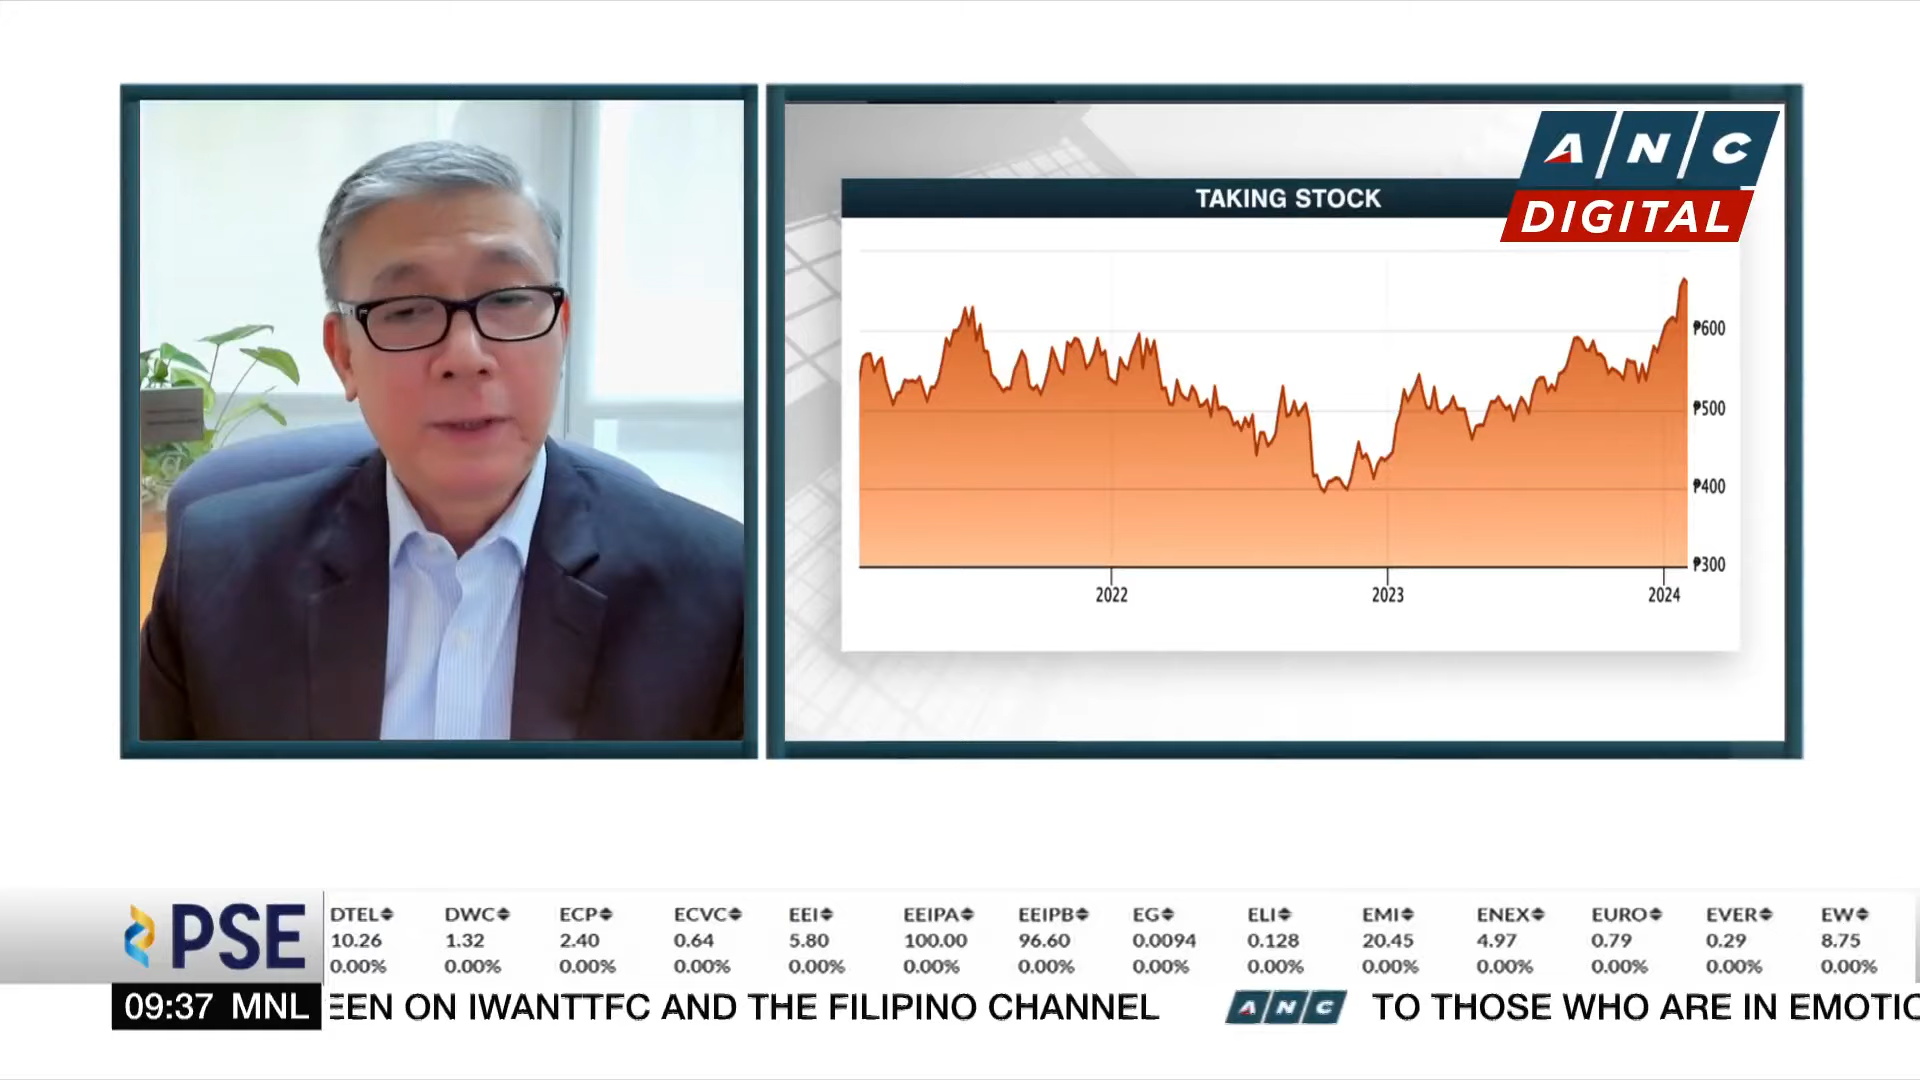 ANC
DIGITAL
TAKING STOCK
₱600
₱500
₱400
₱300
2022 2023 2024
PSE
DTEL DWC ECP ECVC EEI EEIPA EEIPB EG ELI EMI ENEX EURO EVER EW
10.26 1.32 2.40 0.64 5.80 100.00 96.60 0.0094 0.128 20.45 4.97 0.79 0.29 8.75
0.00% 0.00% 0.00% 0.00% 0.00% 0.00% 0.00% 0.00% 0.00% 0.00% 0.00% 0.00% 0.00% 0.00%
09:37 MNL EEN ON IWANTTFC AND THE FILIPINO CHANNEL ANC TO THOSE WHO ARE IN EMOTIO